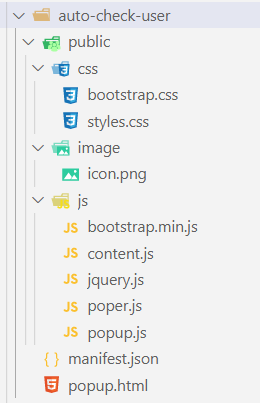 auto-check-user
public
css
bootstrap.css
styles.css
image
icon.png
js
bootstrap.min.js
content.js
jquery.js
poper.js
popup.js
manifest.json
popup.html